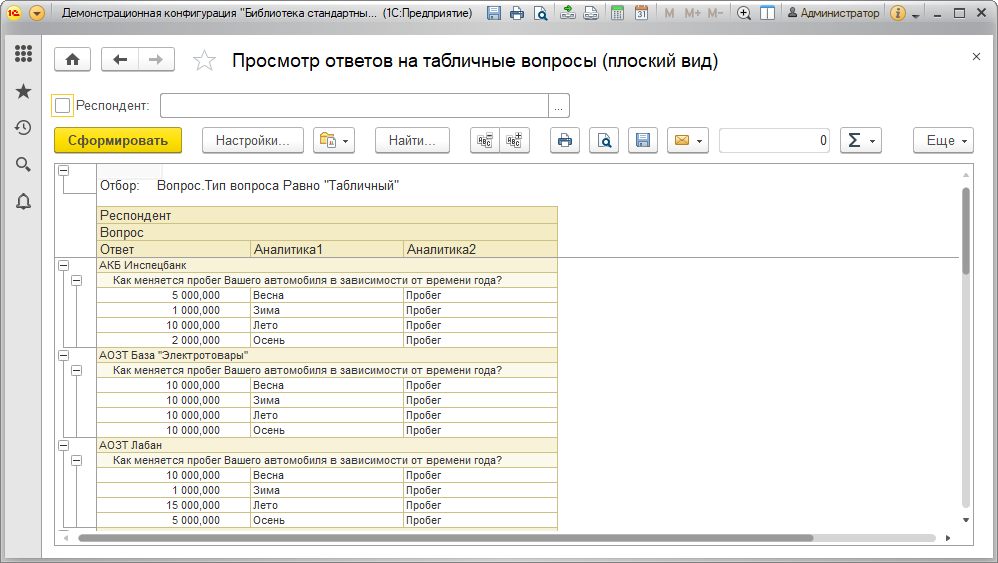 Демонстрационная конфигурация "Библиотека стандартны... (1С:Предприятие)
M M+ M- Администратор
Просмотр ответов на табличные вопросы (плоский вид)
Респондент: ...
Сформировать Настройки... Найти... 0 Σ Еще
Отбор: Вопрос.Тип вопроса Равно "Табличный"
Респондент
Вопрос
Ответ Аналитика1 Аналитика2
АКБ Инспецбанк
Как меняется пробег Вашего автомобиля в зависимости от времени года?
5 000,000 Весна Пробег
1 000,000 Зима Пробег
10 000,000 Лето Пробег
2 000,000 Осень Пробег
АОЗТ База "Электротовары"
Как меняется пробег Вашего автомобиля в зависимости от времени года?
10 000,000 Весна Пробег
10 000,000 Зима Пробег
10 000,000 Лето Пробег
10 000,000 Осень Пробег
АОЗТ Лабан
Как меняется пробег Вашего автомобиля в зависимости от времени года?
10 000,000 Весна Пробег
1 000,000 Зима Пробег
15 000,000 Лето Пробег
5 000,000 Осень Пробег